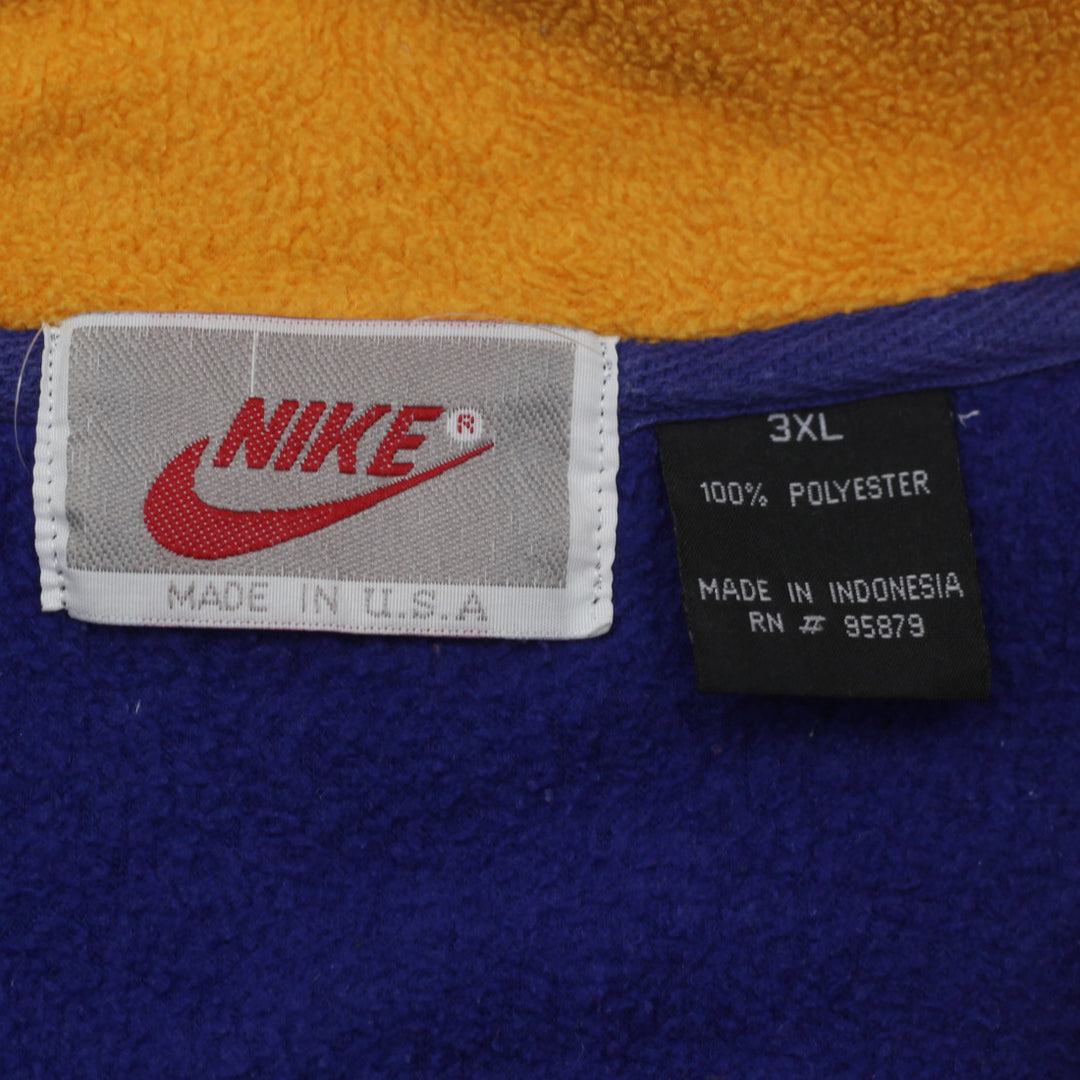 NIKE®
MADE IN U.S.A
3XL
100% POLYESTER
MADE IN INDONESIA
RN # 95879